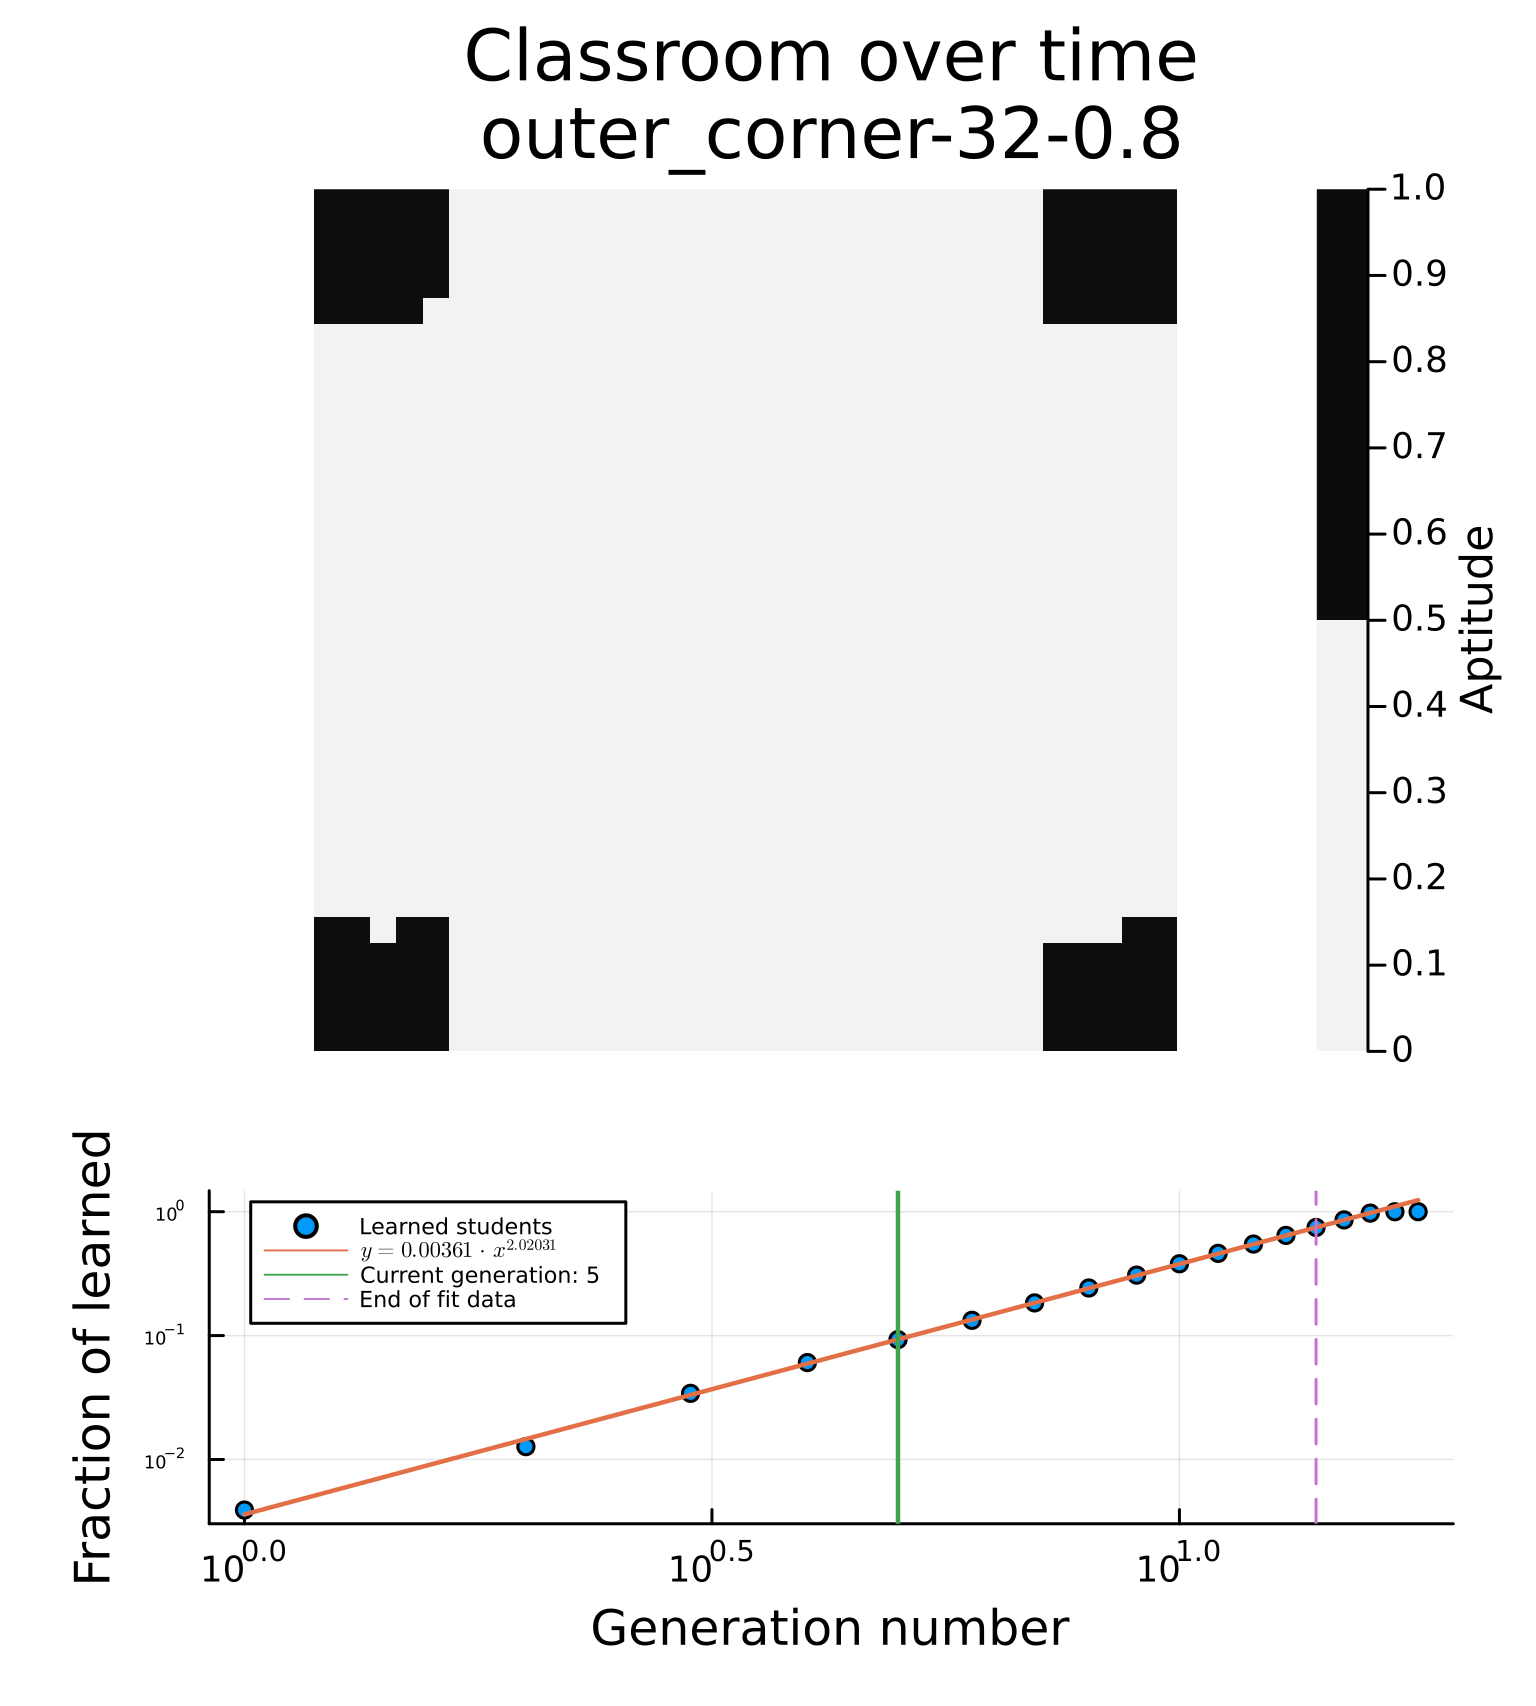 Classroom over time
outer_corner-32-0.8
1.0
0.9
0.8
0.7
0.6
0.5
0.4
0.3
0.2
0.1
0
Aptitude
Fraction of learned
10⁰
10⁻¹
10⁻²
Learned students
y = 0.00361 · x^2.02031
Current generation: 5
End of fit data
10^0.0
10^0.5
10^1.0
Generation number